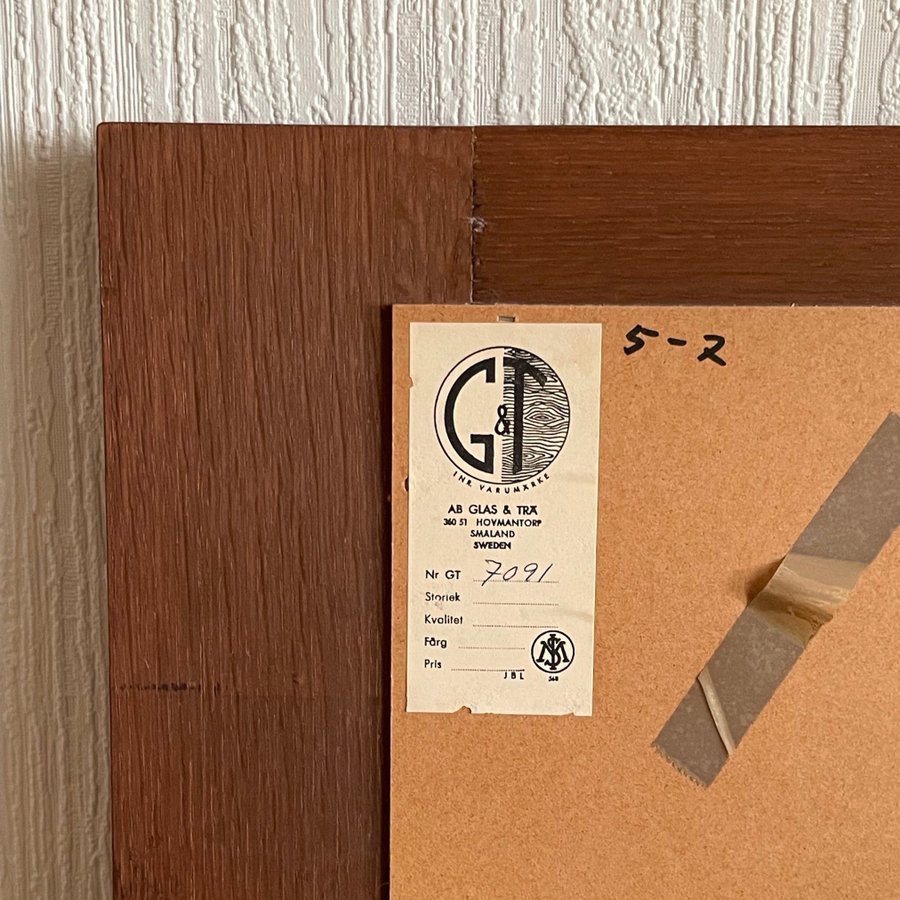 5-2
G&T
INR. VARUMÄRKE
AB GLAS & TRÄ
360 51 HOVMANTORP
SMÅLAND
SWEDEN
Nr GT 7091
Storlek
Kvalitet
Färg
Pris
JBL